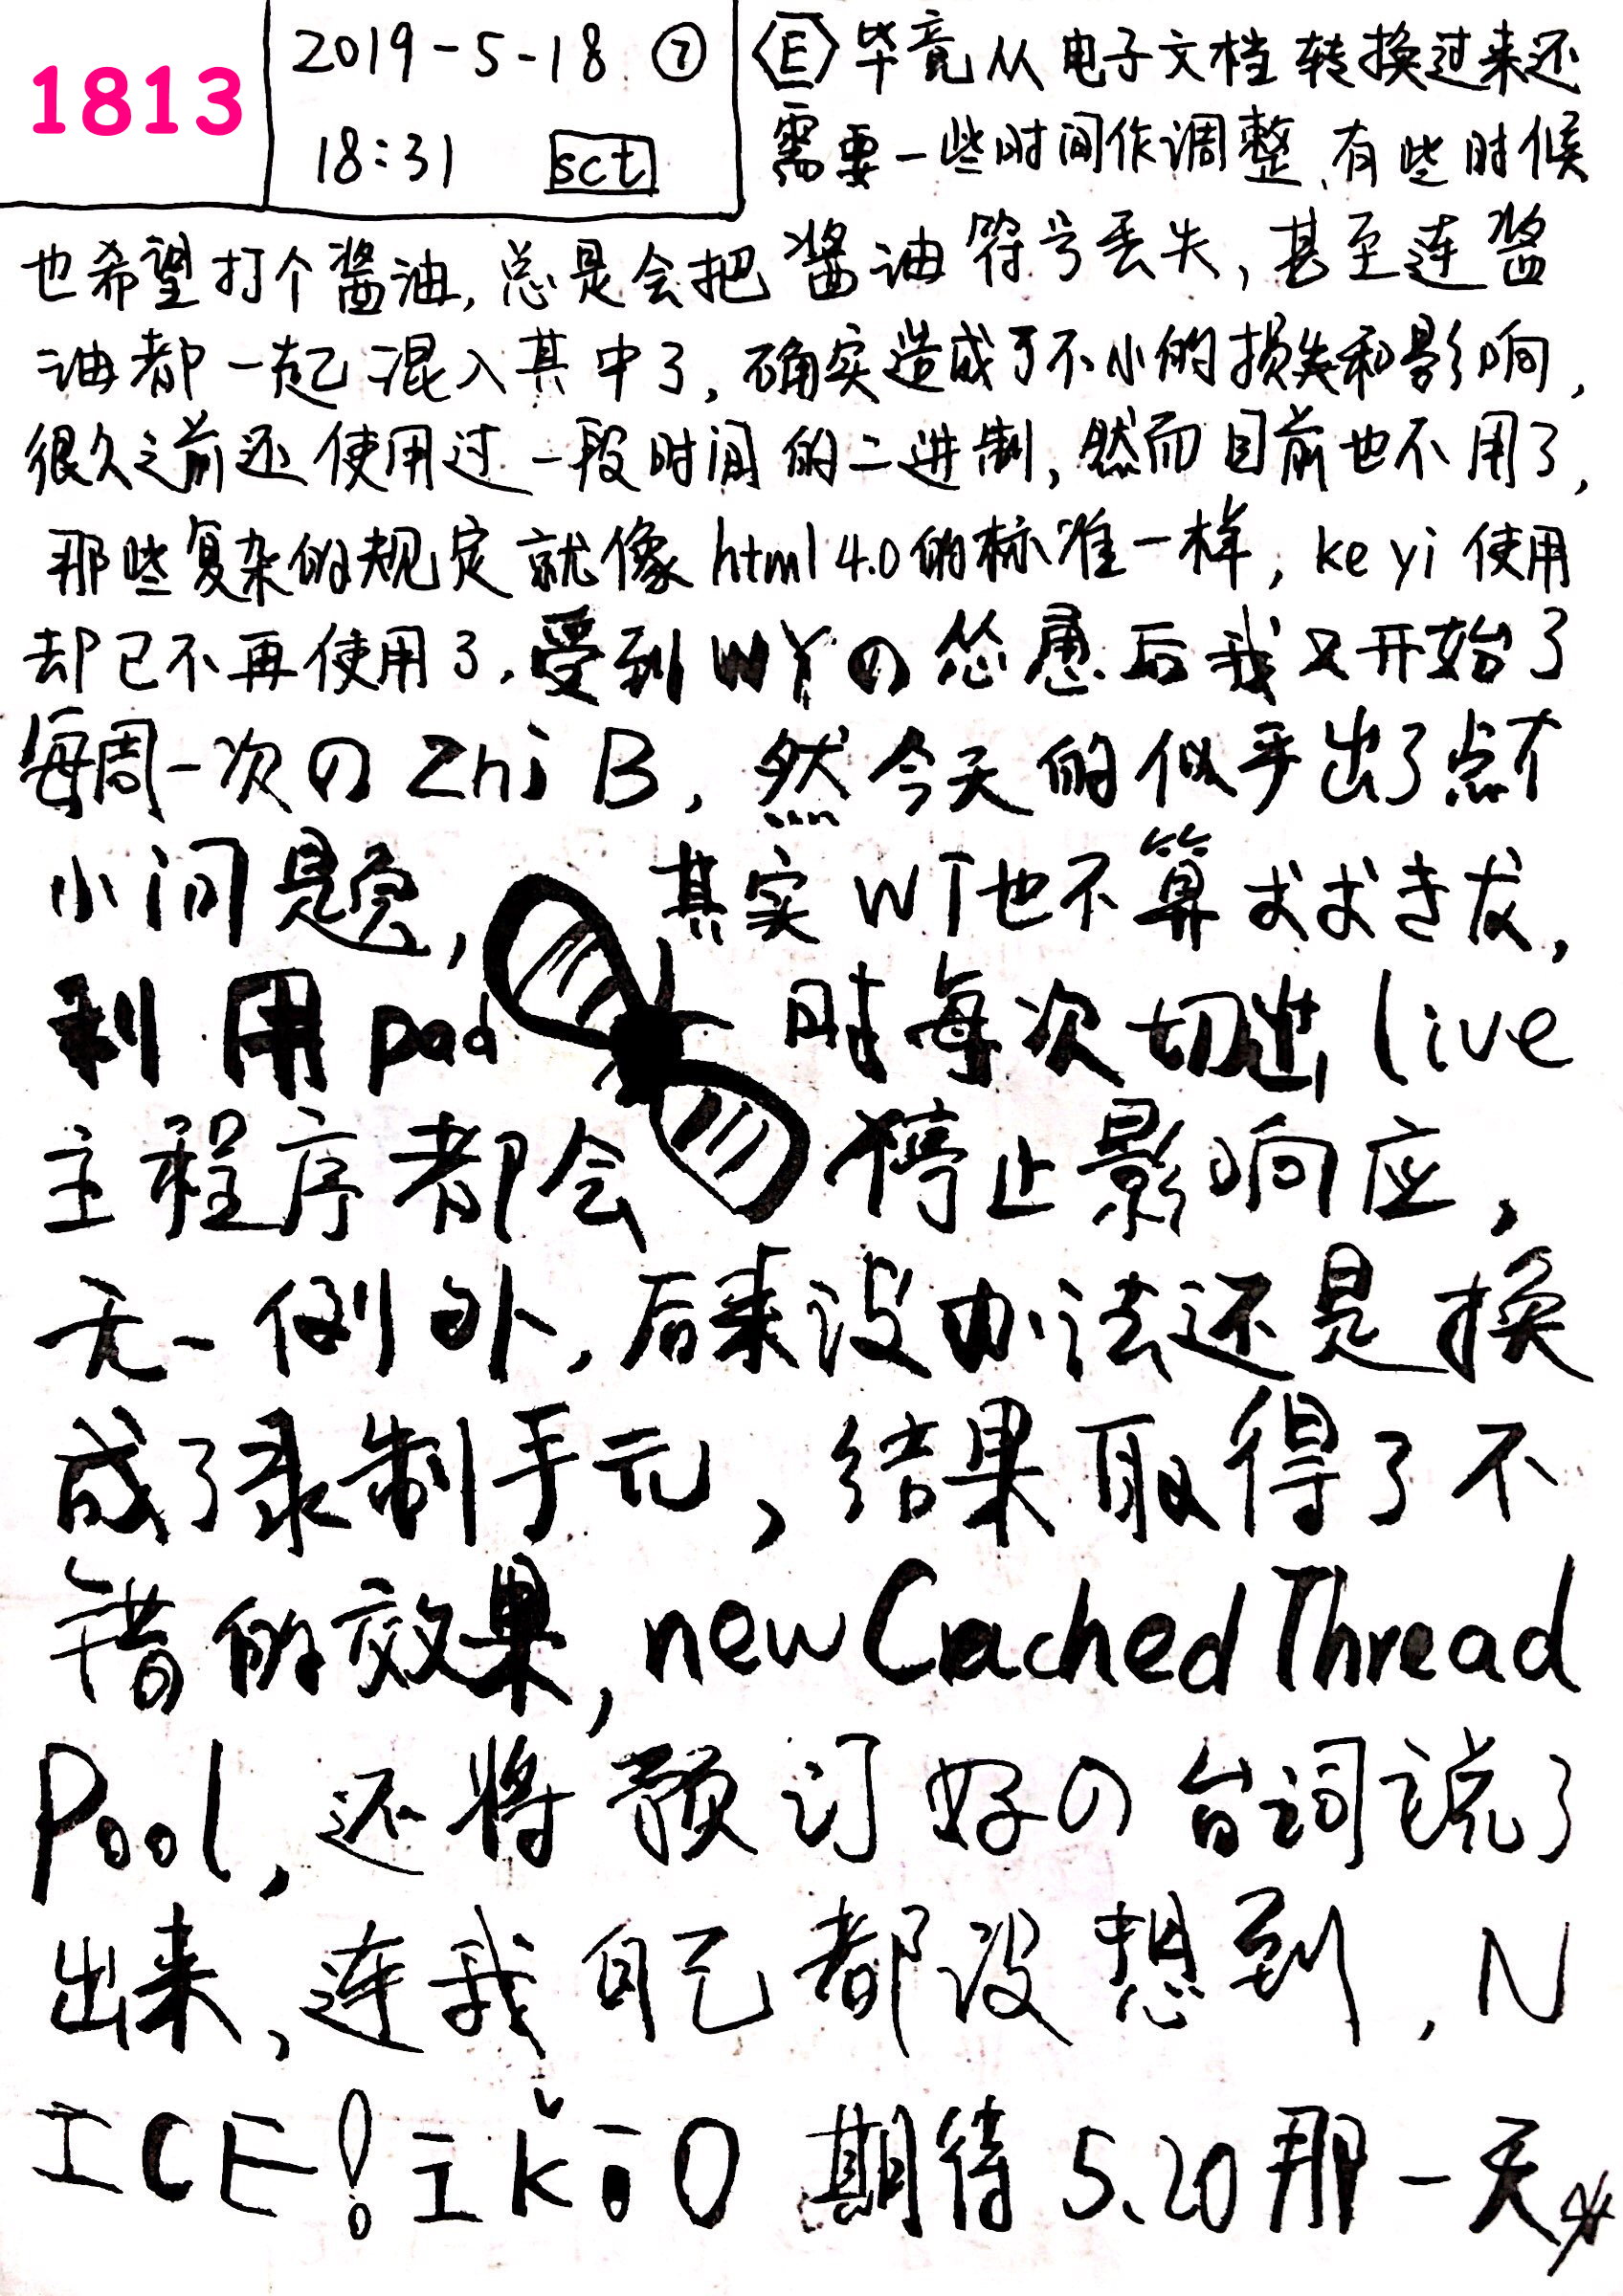 1813
2019-5-18 ⑦
18:31 sct
E 毕竟从电子文档转换过来还
需要一些时间作调整,有些时候
也希望打个酱油,总是会把酱油符号丢失,甚至连酱
油都一起混入其中了,确实造成了不小的损失和影响,
很久之前还使用过一段时间的二进制,然而目前也不用了,
那些复杂的规定就像html4.0的标准一样,keyi使用
却已不再使用了.受到WYの怂恿后我又开始了
每周一次のZhiB,然今天的似乎出了点不
小问题,其实WT也不算求求き友,
利用pad时每次切出live
主程序都会停止影响应,
无一例外,后来没办法还是换
成了录制手元,结果取得了不
错的效果,newCachedThread
Pool,还将预订好の台词说了
出来,连我自己都没想到,N
ICE!期待5.20那一天